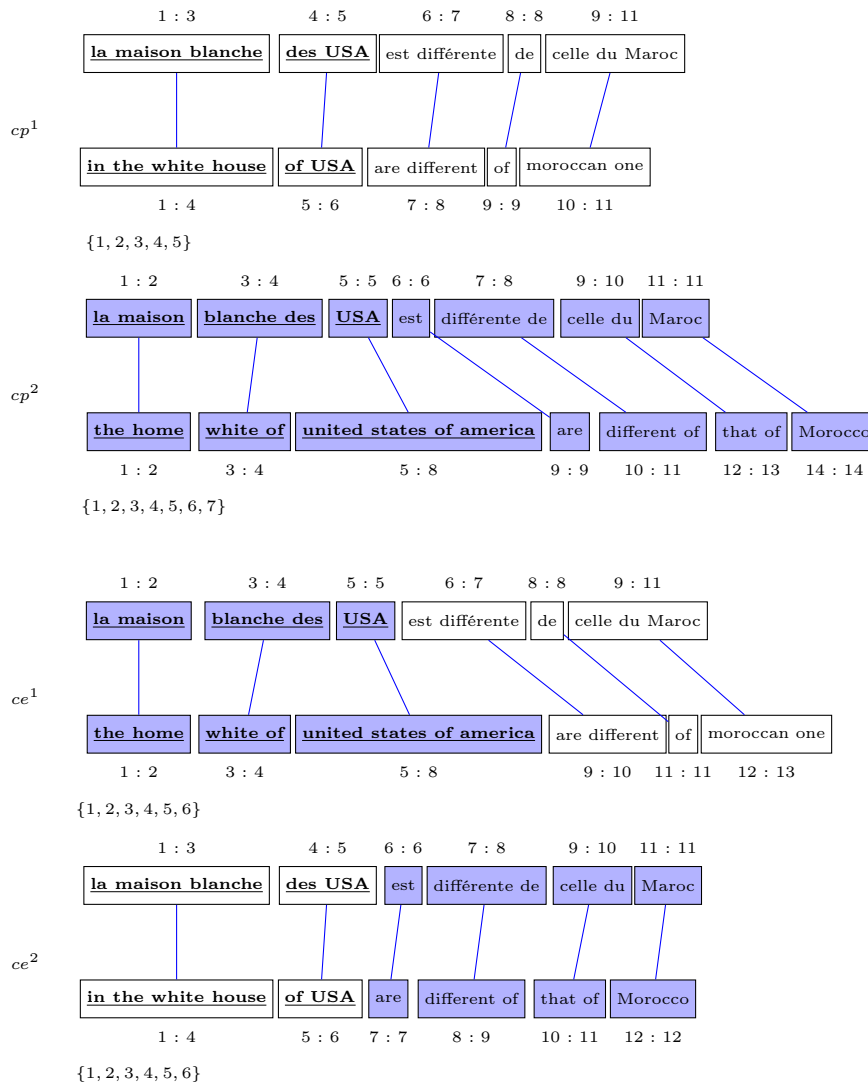 1 : 3 4 : 5 6 : 7 8 : 8 9 : 11
la maison blanche des USA est différente de celle du Maroc
cp¹
in the white house of USA are different of moroccan one
1 : 4 5 : 6 7 : 8 9 : 9 10 : 11
{1, 2, 3, 4, 5}
1 : 2 3 : 4 5 : 5 6 : 6 7 : 8 9 : 10 11 : 11
la maison blanche des USA est différente de celle du Maroc
cp²
the home white of united states of america are different of that of Morocco
1 : 2 3 : 4 5 : 8 9 : 9 10 : 11 12 : 13 14 : 14
{1, 2, 3, 4, 5, 6, 7}
1 : 2 3 : 4 5 : 5 6 : 7 8 : 8 9 : 11
la maison blanche des USA est différente de celle du Maroc
ce¹
the home white of united states of america are different of moroccan one
1 : 2 3 : 4 5 : 8 9 : 10 11 : 11 12 : 13
{1, 2, 3, 4, 5, 6}
1 : 3 4 : 5 6 : 6 7 : 8 9 : 10 11 : 11
la maison blanche des USA est différente de celle du Maroc
ce²
in the white house of USA are different of that of Morocco
1 : 4 5 : 6 7 : 7 8 : 9 10 : 11 12 : 12
{1, 2, 3, 4, 5, 6}